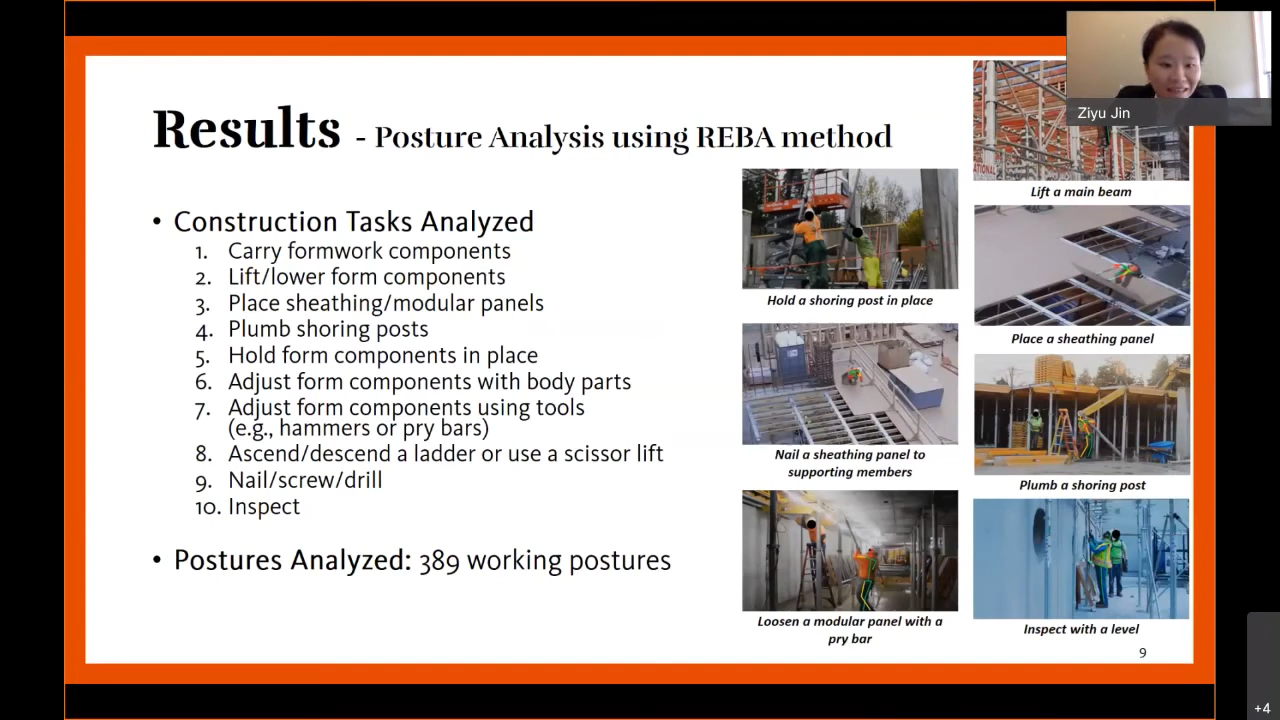 Results - Posture Analysis using REBA method
• Construction Tasks Analyzed
1. Carry formwork components
2. Lift/lower form components
3. Place sheathing/modular panels
4. Plumb shoring posts
5. Hold form components in place
6. Adjust form components with body parts
7. Adjust form components using tools
(e.g., hammers or pry bars)
8. Ascend/descend a ladder or use a scissor lift
9. Nail/screw/drill
10. Inspect
• Postures Analyzed: 389 working postures
Hold a shoring post in place
Nail a sheathing panel to
supporting members
Loosen a modular panel with a
pry bar
Lift a main beam
Place a sheathing panel
Plumb a shoring post
Inspect with a level
9
Ziyu Jin
+4